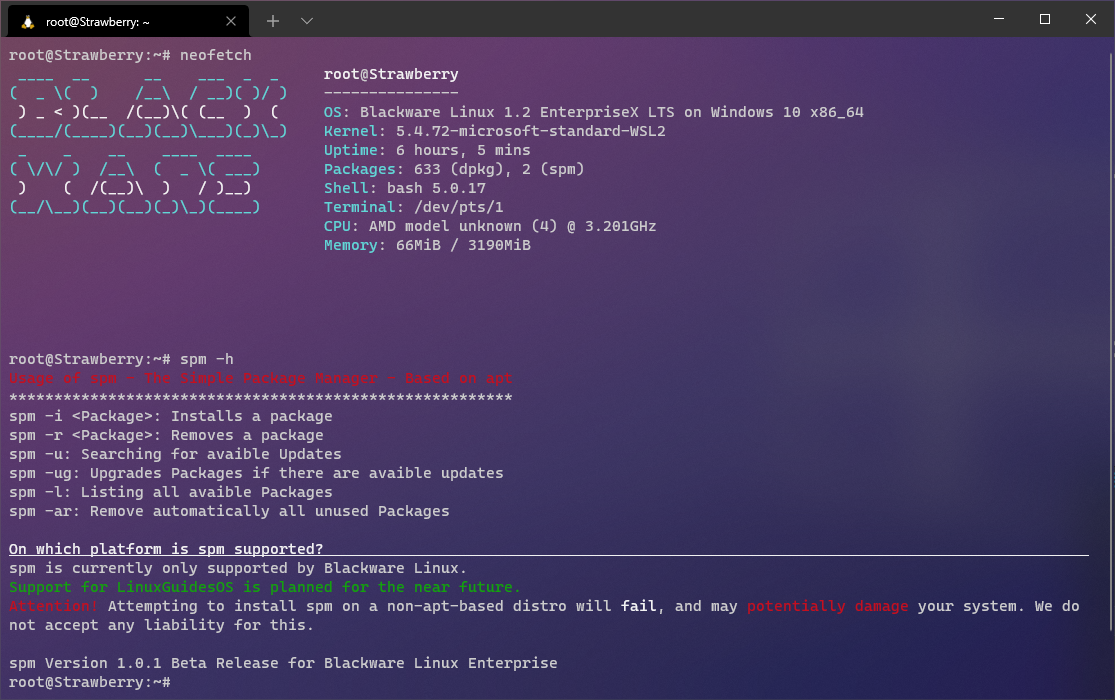 root@Strawberry: ~
root@Strawberry:~# neofetch
 ____  __      __    ___  _  _
(  _ \(  )    /__\  / __)( )/ )
 ) _ < )(__  /(__)\( (__  )  (
(____/(____)(__)(__)\___)(_)\_)
 _    _    __    ____  ____
( \/\/ )  /__\  (  _ \( ___)
 )    (  /(__)\  )   / )__)
(__/\__)(__)(__)(_)\_)(____)
root@Strawberry
---------------
OS: Blackware Linux 1.2 EnterpriseX LTS on Windows 10 x86_64
Kernel: 5.4.72-microsoft-standard-WSL2
Uptime: 6 hours, 5 mins
Packages: 633 (dpkg), 2 (spm)
Shell: bash 5.0.17
Terminal: /dev/pts/1
CPU: AMD model unknown (4) @ 3.201GHz
Memory: 66MiB / 3190MiB
root@Strawberry:~# spm -h
Usage of spm - The Simple Package Manager - Based on apt
********************************************************
spm -i <Package>: Installs a package
spm -r <Package>: Removes a package
spm -u: Searching for avaible Updates
spm -ug: Upgrades Packages if there are avaible updates
spm -l: Listing all avaible Packages
spm -ar: Remove automatically all unused Packages
On which platform is spm supported?
spm is currently only supported by Blackware Linux.
Support for LinuxGuidesOS is planned for the near future.
Attention! Attempting to install spm on a non-apt-based distro will fail, and may potentially damage your system. We do
not accept any liability for this.
spm Version 1.0.1 Beta Release for Blackware Linux Enterprise
root@Strawberry:~#